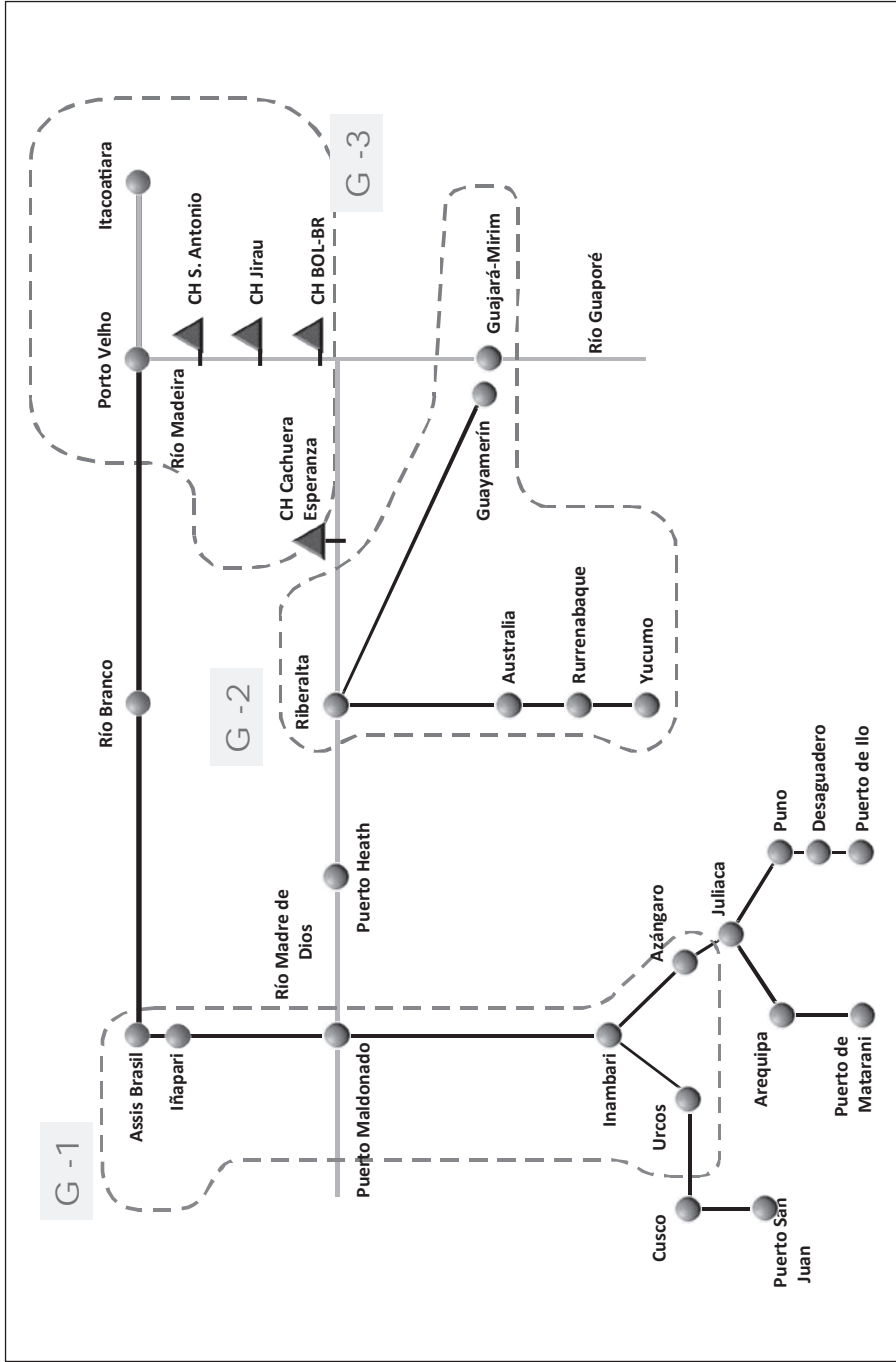 G - 1
Assis Brasil
Iñapari
Río Branco
Porto Velho
Itacoatiara
Río Madeira
CH S. Antonio
CH Jirau
CH BOL-BR
G - 3
G - 2
CH Cachuera
Esperanza
Riberalta
Río Madre de
Dios
Puerto Heath
Puerto Maldonado
Guajará-Mirim
Guayamerín
Río Guaporé
Australia
Rurrenabaque
Yucumo
Inambari
Azángaro
Urcos
Juliaca
Cusco
Puerto San
Juan
Arequipa
Puerto de
Matarani
Puno
Desaguadero
Puerto de Ilo